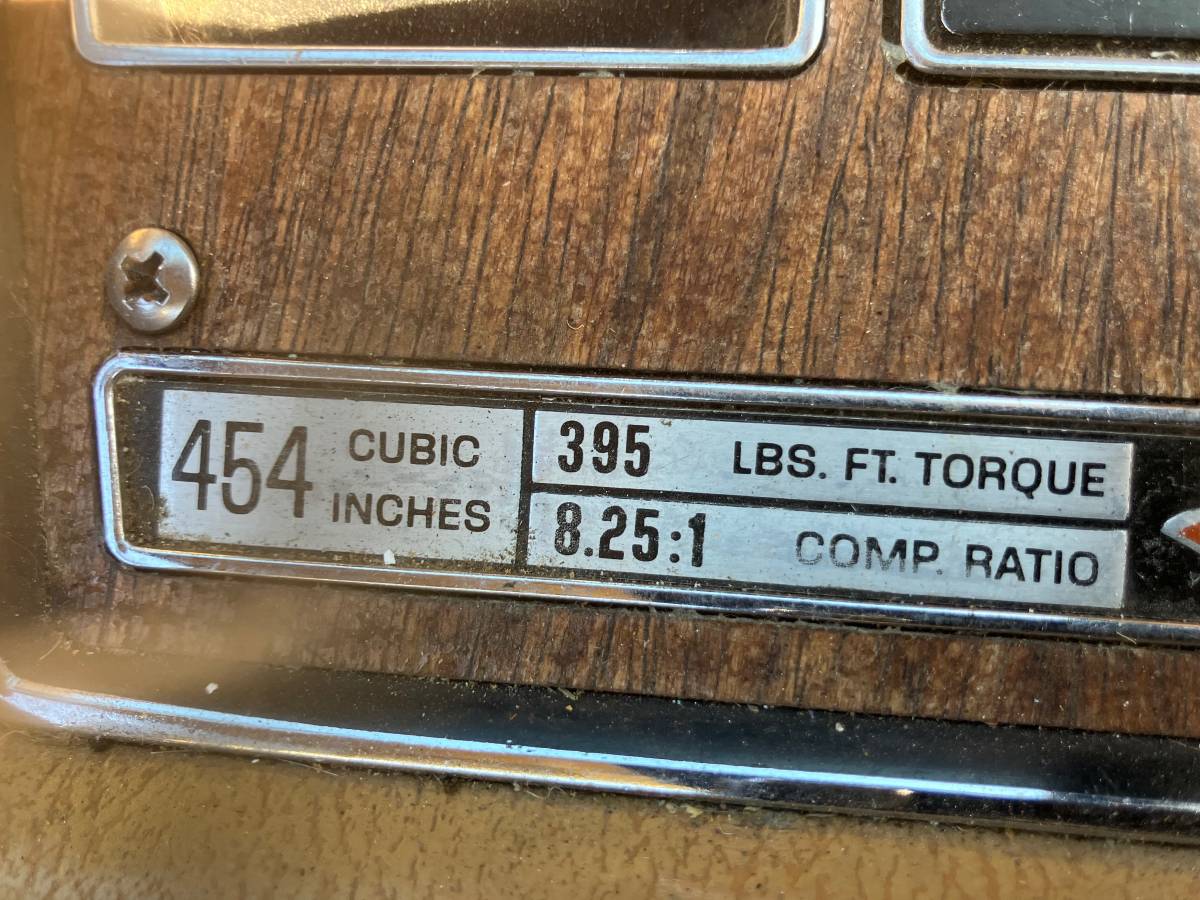 454 CUBIC INCHES
395 LBS. FT. TORQUE
8.25:1 COMP. RATIO